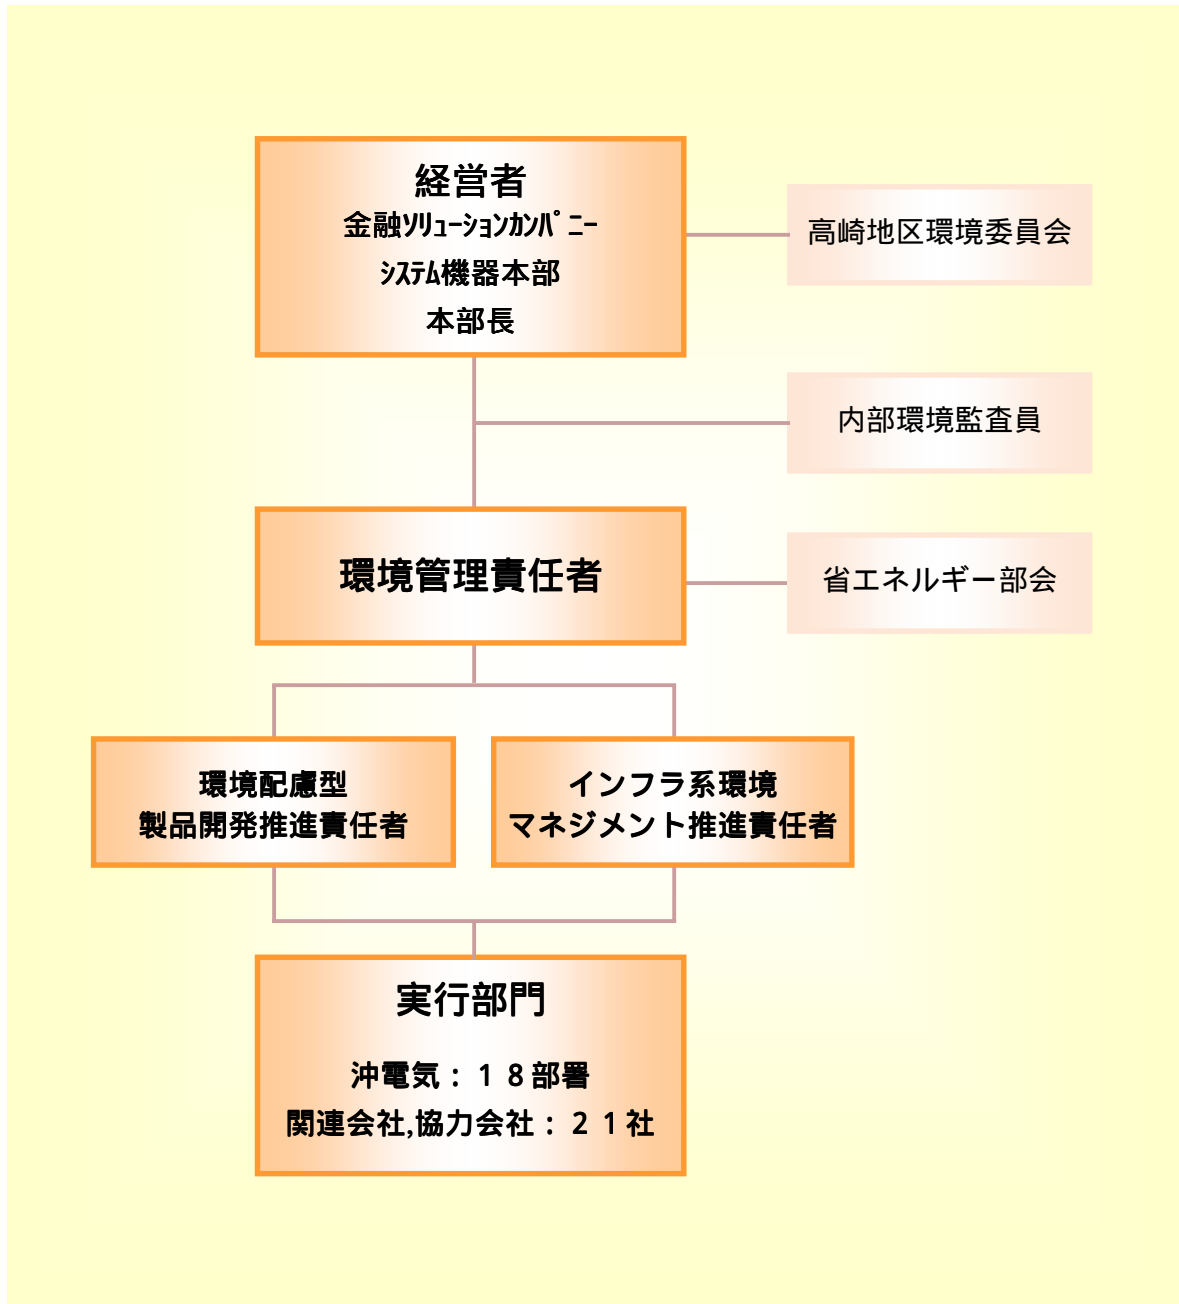 経営者
金融ｿﾘｭｰｼｮﾝｶﾝﾊﾟﾆｰ
ｼｽﾃﾑ機器本部
本部長
高崎地区環境委員会
内部環境監査員
環境管理責任者
省エネルギー部会
環境配慮型
製品開発推進責任者
インフラ系環境
マネジメント推進責任者
実行部門
沖電気：１８部署
関連会社,協力会社：２１社